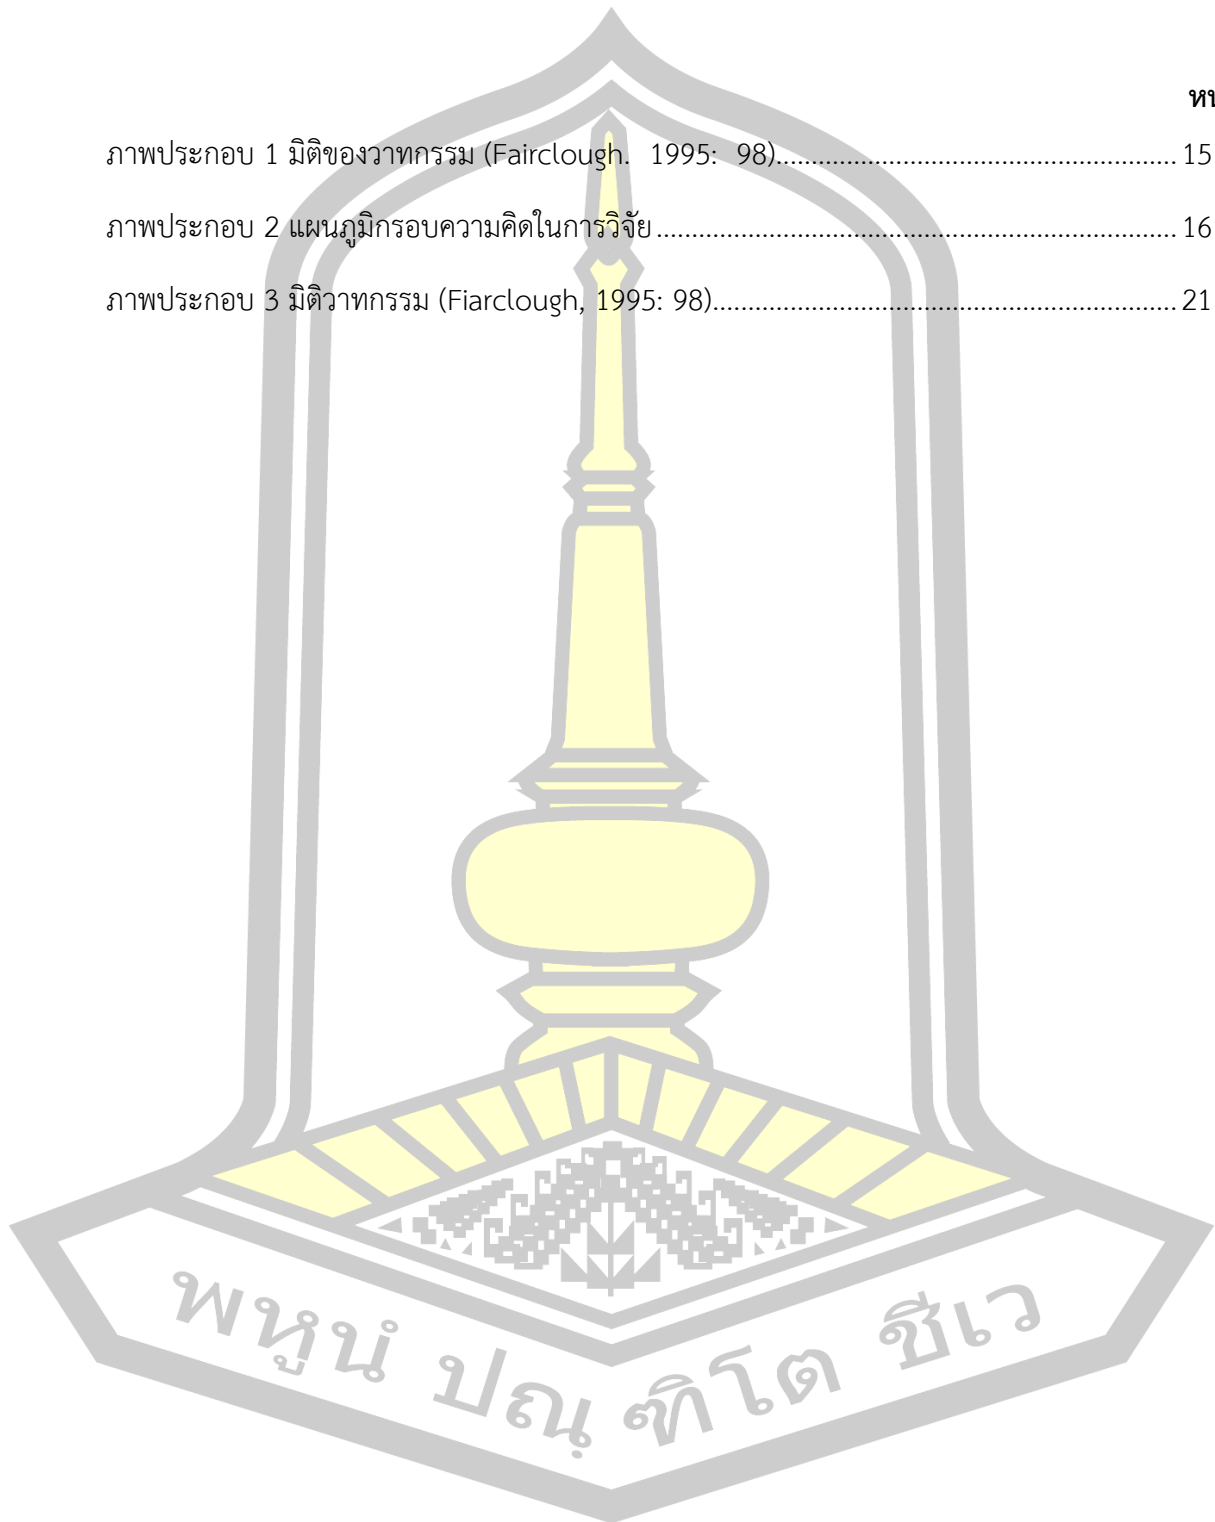 ภาพประกอบ 1 มิติของวาทกรรม (Fairclough. 1995: 98)............................................................ 15
ภาพประกอบ 2 แผนภูมิกรอบความคิดในการวิจัย.............................................................................. 16
ภาพประกอบ 3 มิติวาทกรรม (Fiarclough, 1995: 98)..................................................................... 21
พหูนํ ปณฺฑิโต ชีเว